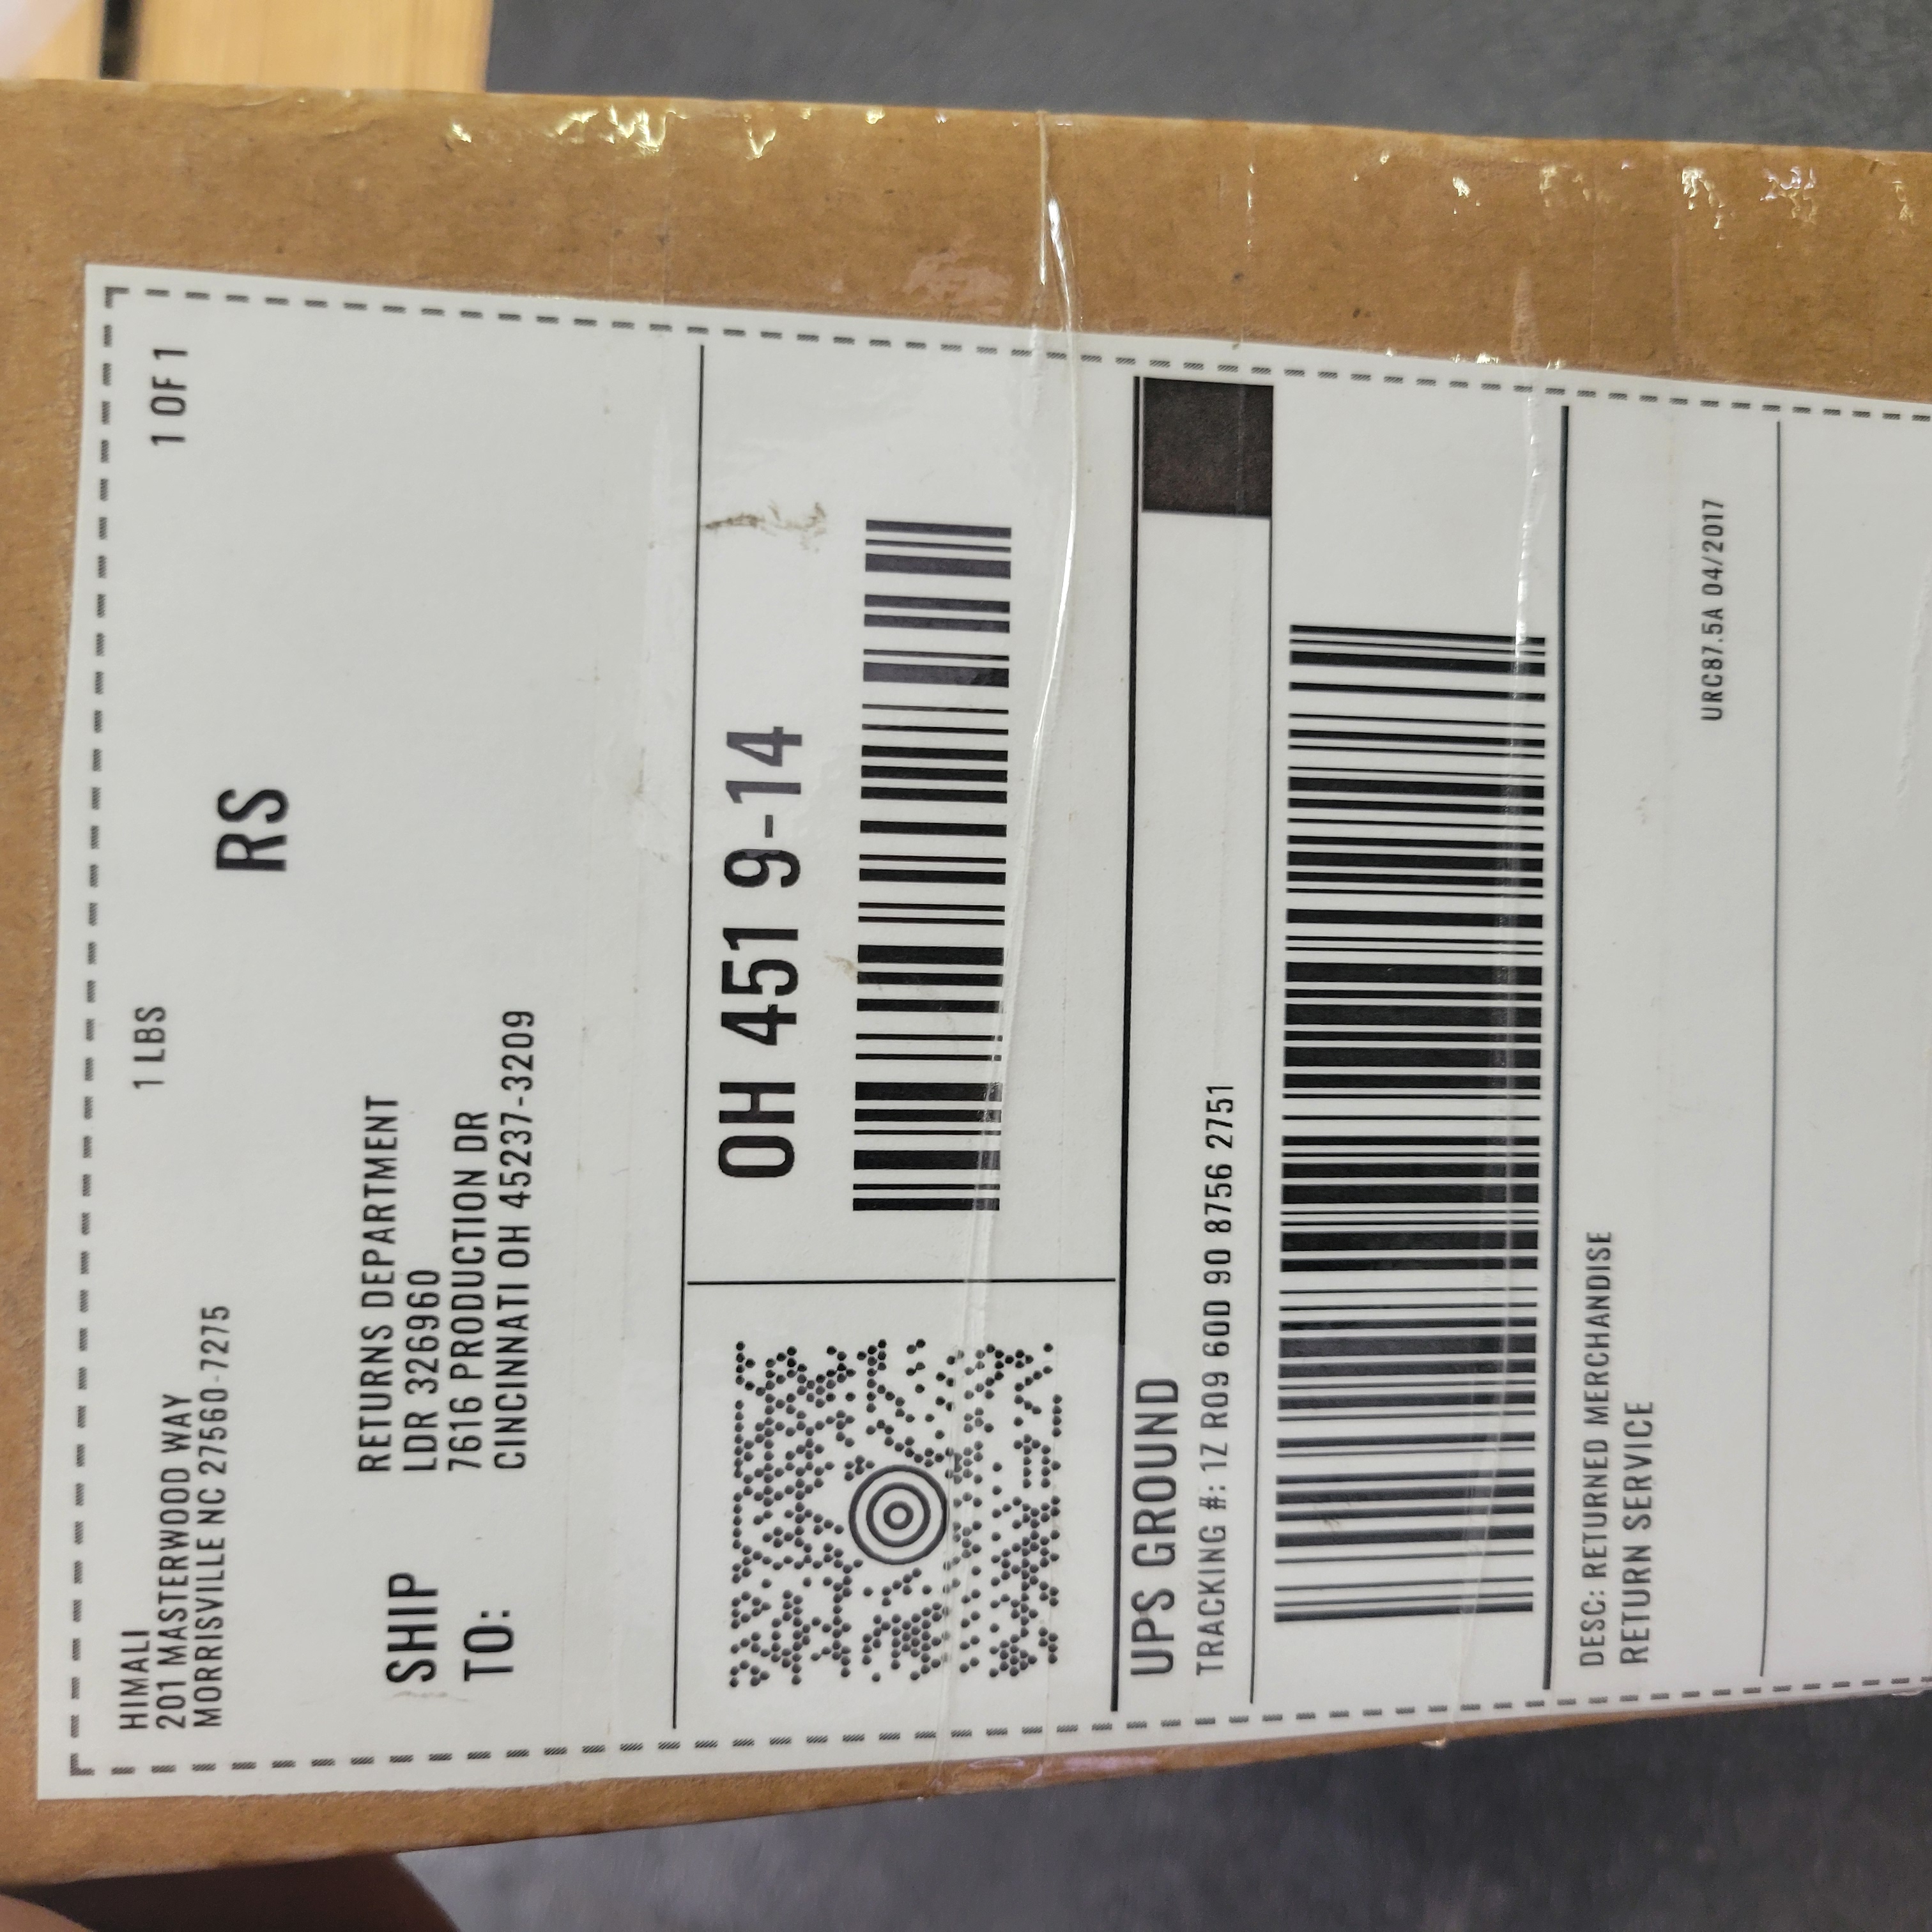 HIMALI
201 MASTERWOOD WAY
MORRISVILLE NC 27560-7275
1 LBS
1 OF 1
RS
SHIP
TO:
RETURNS DEPARTMENT
LDR 326960
7616 PRODUCTION DR
CINCINNATI OH 45237-3209
OH 451 9-14
UPS GROUND
TRACKING #: 1Z R09 60D 90 8756 2751
DESC: RETURNED MERCHANDISE
RETURN SERVICE
URC87.5A 04/2017